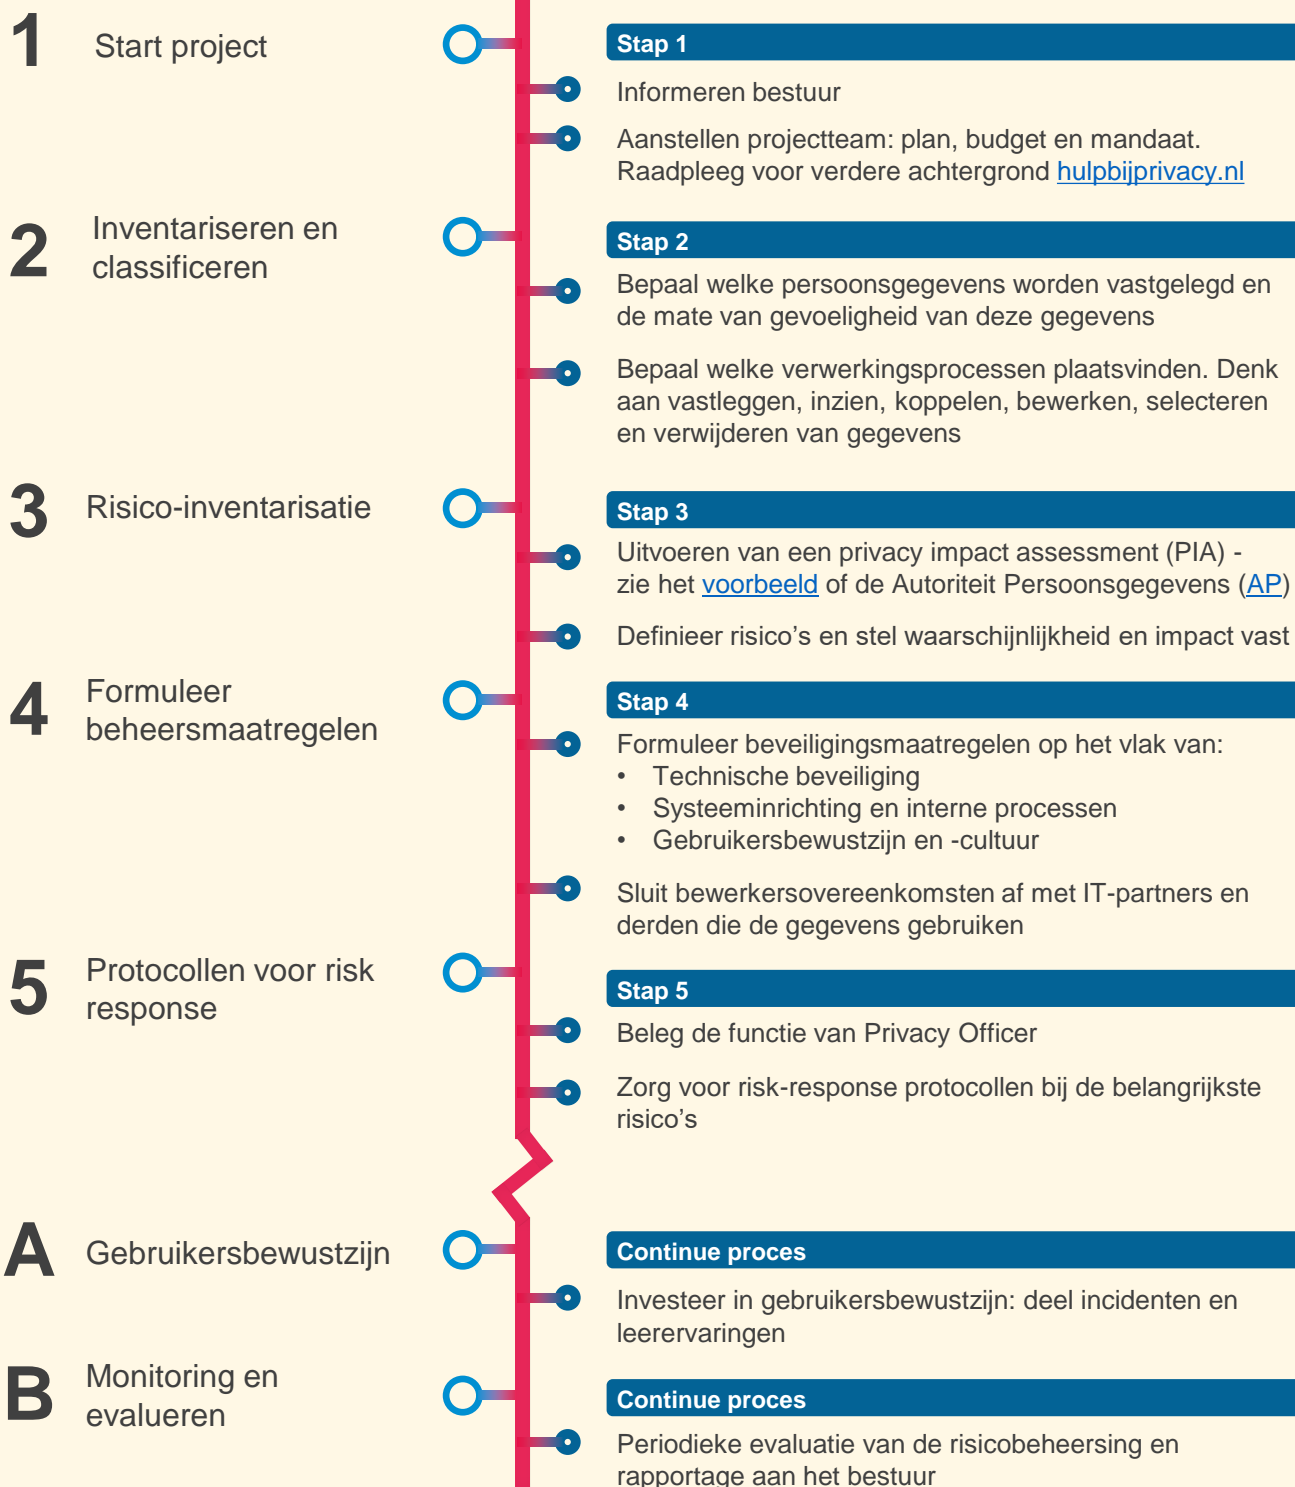 1
Start project
Stap 1
Informeren bestuur
Aanstellen projectteam: plan, budget en mandaat.
Raadpleeg voor verdere achtergrond hulpbijprivacy.nl
2
Inventariseren en
classificeren
Stap 2
Bepaal welke persoonsgegevens worden vastgelegd en
de mate van gevoeligheid van deze gegevens
Bepaal welke verwerkingsprocessen plaatsvinden. Denk
aan vastleggen, inzien, koppelen, bewerken, selecteren
en verwijderen van gegevens
3
Risico-inventarisatie
Stap 3
Uitvoeren van een privacy impact assessment (PIA) -
zie het voorbeeld of de Autoriteit Persoonsgegevens (AP)
Definieer risico’s en stel waarschijnlijkheid en impact vast
4
Formuleer
beheersmaatregelen
Stap 4
Formuleer beveiligingsmaatregelen op het vlak van:
• Technische beveiliging
• Systeeminrichting en interne processen
• Gebruikersbewustzijn en -cultuur
Sluit bewerkersovereenkomsten af met IT-partners en
derden die de gegevens gebruiken
5
Protocollen voor risk
response
Stap 5
Beleg de functie van Privacy Officer
Zorg voor risk-response protocollen bij de belangrijkste
risico’s
A
Gebruikersbewustzijn
Continue proces
Investeer in gebruikersbewustzijn: deel incidenten en
leerervaringen
B
Monitoring en
evalueren
Continue proces
Periodieke evaluatie van de risicobeheersing en
rapportage aan het bestuur